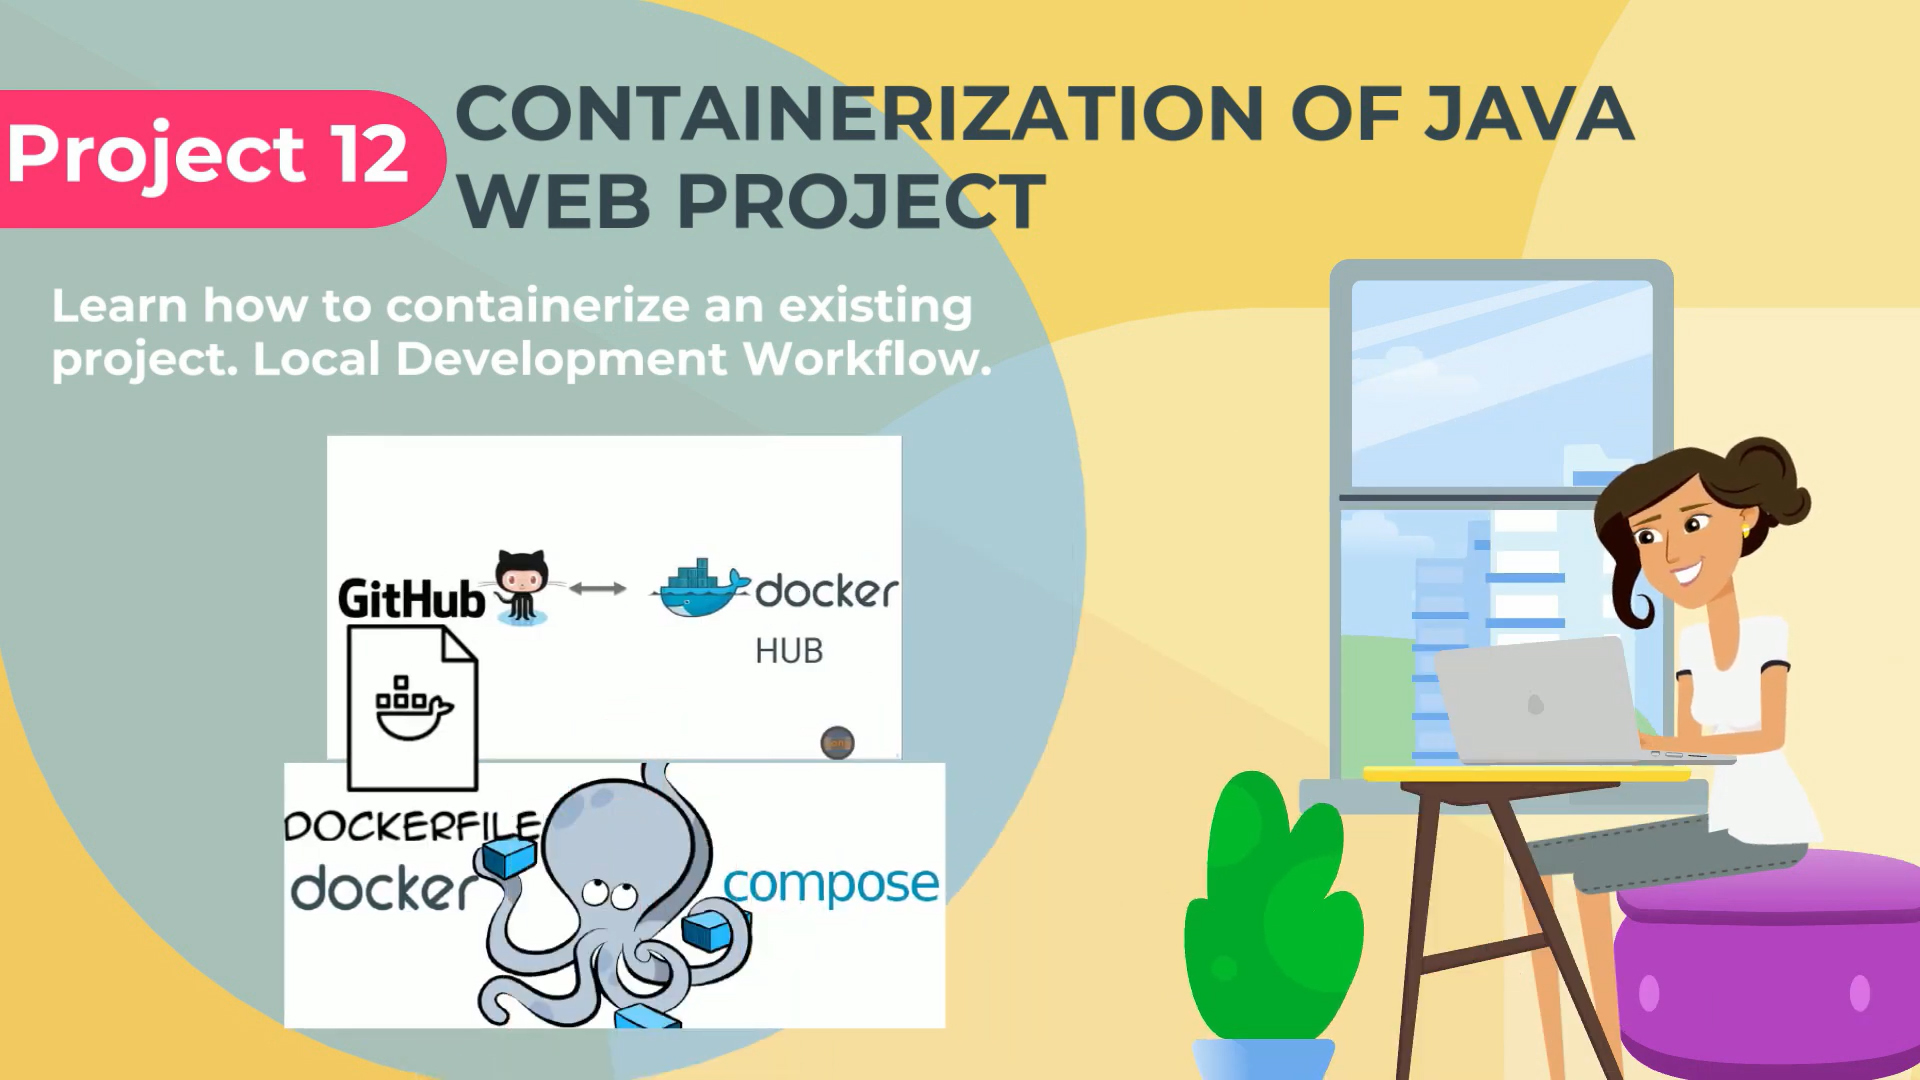 Project 12
CONTAINERIZATION OF JAVA
WEB PROJECT
Learn how to containerize an existing
project. Local Development Workflow.
GitHub
docker
HUB
DOCKERFILE
docker
compose